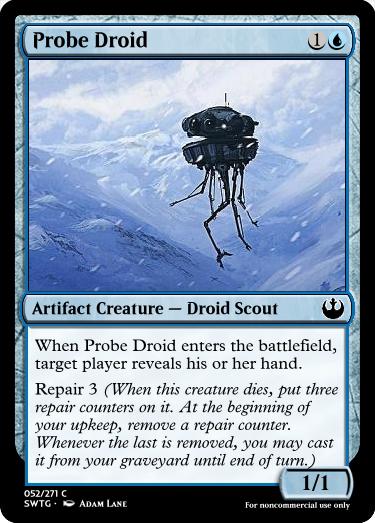 Probe Droid 1
Artifact Creature — Droid Scout
When Probe Droid enters the battlefield,
target player reveals his or her hand.
Repair 3 (When this creature dies, put three
repair counters on it. At the beginning of
your upkeep, remove a repair counter.
Whenever the last is removed, you may cast
it from your graveyard until end of turn.)
1/1
052/271 C
SWTG · Adam Lane
For noncommercial use only